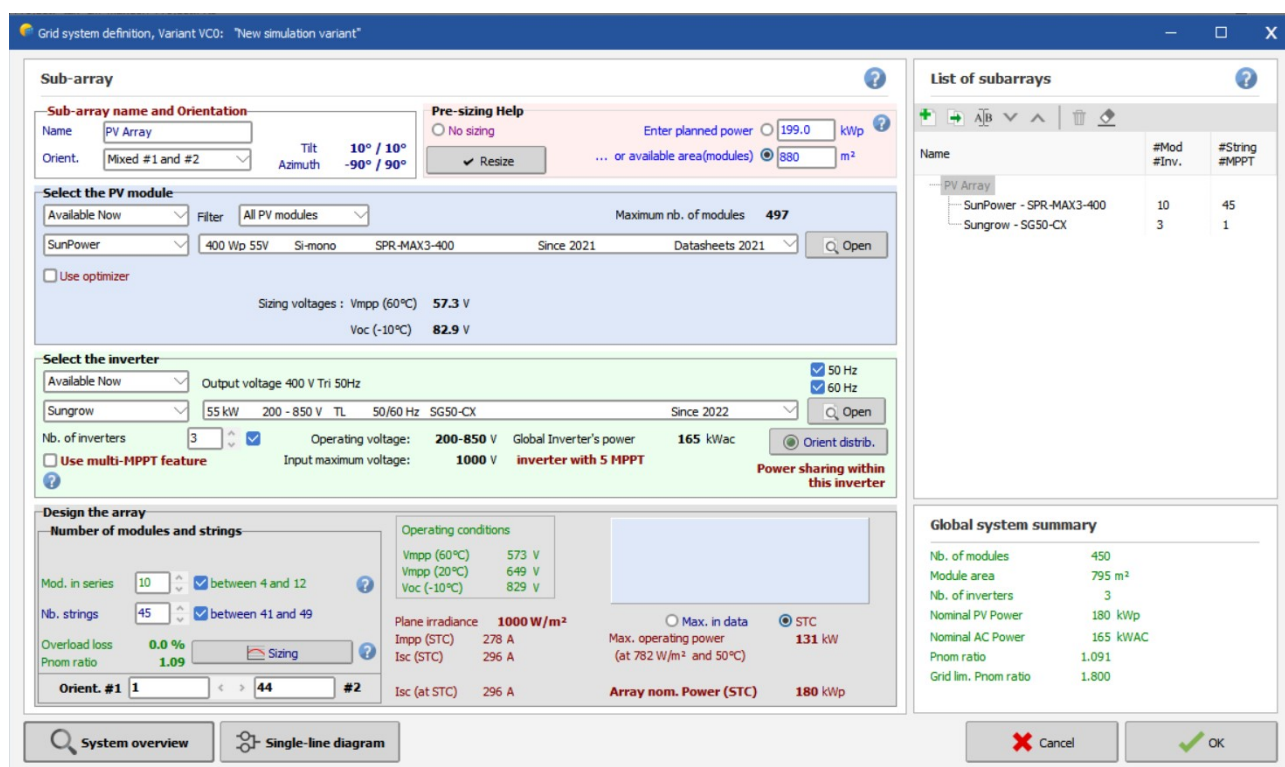 Grid system definition, Variant VC0: "New simulation variant"
Sub-array
Sub-array name and Orientation
Name PV Array
Orient. Mixed #1 and #2
Tilt 10° / 10°
Azimuth -90° / 90°
Pre-sizing Help
No sizing
Enter planned power 199.0 kWp
Resize
... or available area(modules) 880 m²
Select the PV module
Available Now Filter All PV modules Maximum nb. of modules 497
SunPower 400 Wp 55V Si-mono SPR-MAX3-400 Since 2021 Datasheets 2021 Open
Use optimizer
Sizing voltages : Vmpp (60°C) 57.3 V
Voc (-10°C) 82.9 V
Select the inverter
Available Now Output voltage 400 V Tri 50Hz
50 Hz
60 Hz
Sungrow 55 kW 200 - 850 V TL 50/60 Hz SG50-CX Since 2022 Open
Nb. of inverters 3 Operating voltage: 200-850 V Global Inverter's power 165 kWac Orient distrib.
Use multi-MPPT feature Input maximum voltage: 1000 V inverter with 5 MPPT
Power sharing within
this inverter
Design the array
Number of modules and strings
Mod. in series 10 between 4 and 12
Nb. strings 45 between 41 and 49
Overload loss 0.0 %
Pnom ratio 1.09
Sizing
Orient. #1 1 < > 44 #2
Operating conditions
Vmpp (60°C) 573 V
Vmpp (20°C) 649 V
Voc (-10°C) 829 V
Plane irradiance 1000 W/m²
Impp (STC) 278 A
Isc (STC) 296 A
Isc (at STC) 296 A
Max. in data STC
Max. operating power 131 kW
(at 782 W/m² and 50°C)
Array nom. Power (STC) 180 kWp
List of subarrays
Name #Mod #String
#Inv. #MPPT
PV Array
SunPower - SPR-MAX3-400 10 45
Sungrow - SG50-CX 3 1
Global system summary
Nb. of modules 450
Module area 795 m²
Nb. of inverters 3
Nominal PV Power 180 kWp
Nominal AC Power 165 kWAC
Pnom ratio 1.091
Grid lim. Pnom ratio 1.800
System overview
Single-line diagram
Cancel
OK